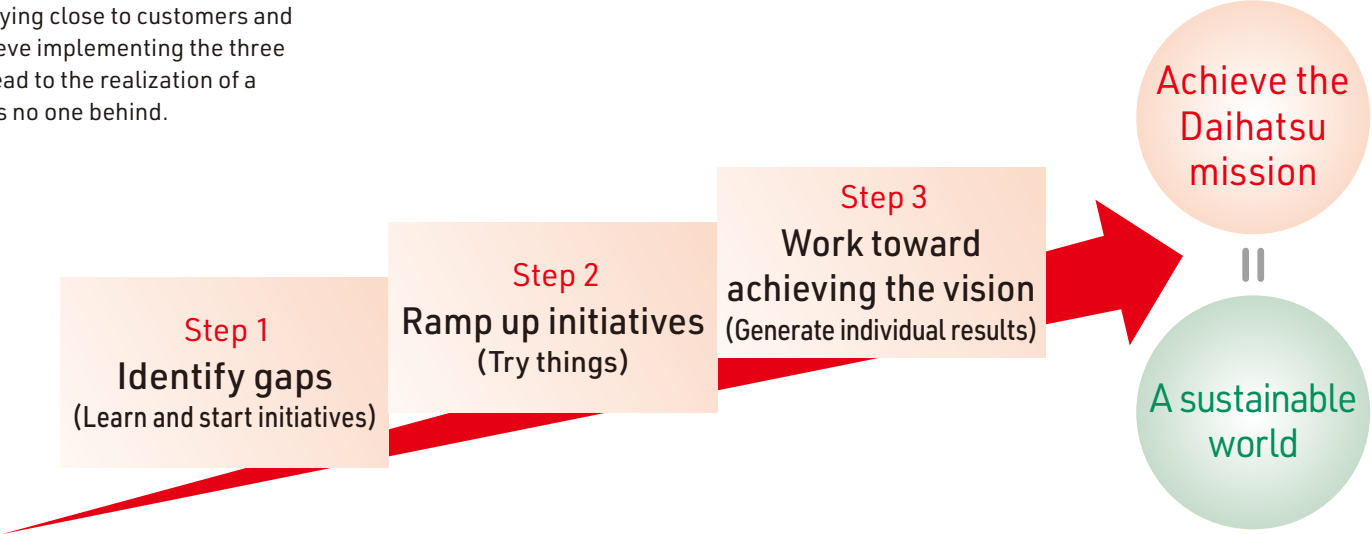 ying close to customers and
eve implementing the three
ead to the realization of a
s no one behind.
Step 1
Identify gaps
(Learn and start initiatives)
Step 2
Ramp up initiatives
(Try things)
Step 3
Work toward
achieving the vision
(Generate individual results)
Achieve the
Daihatsu
mission
=
A sustainable
world